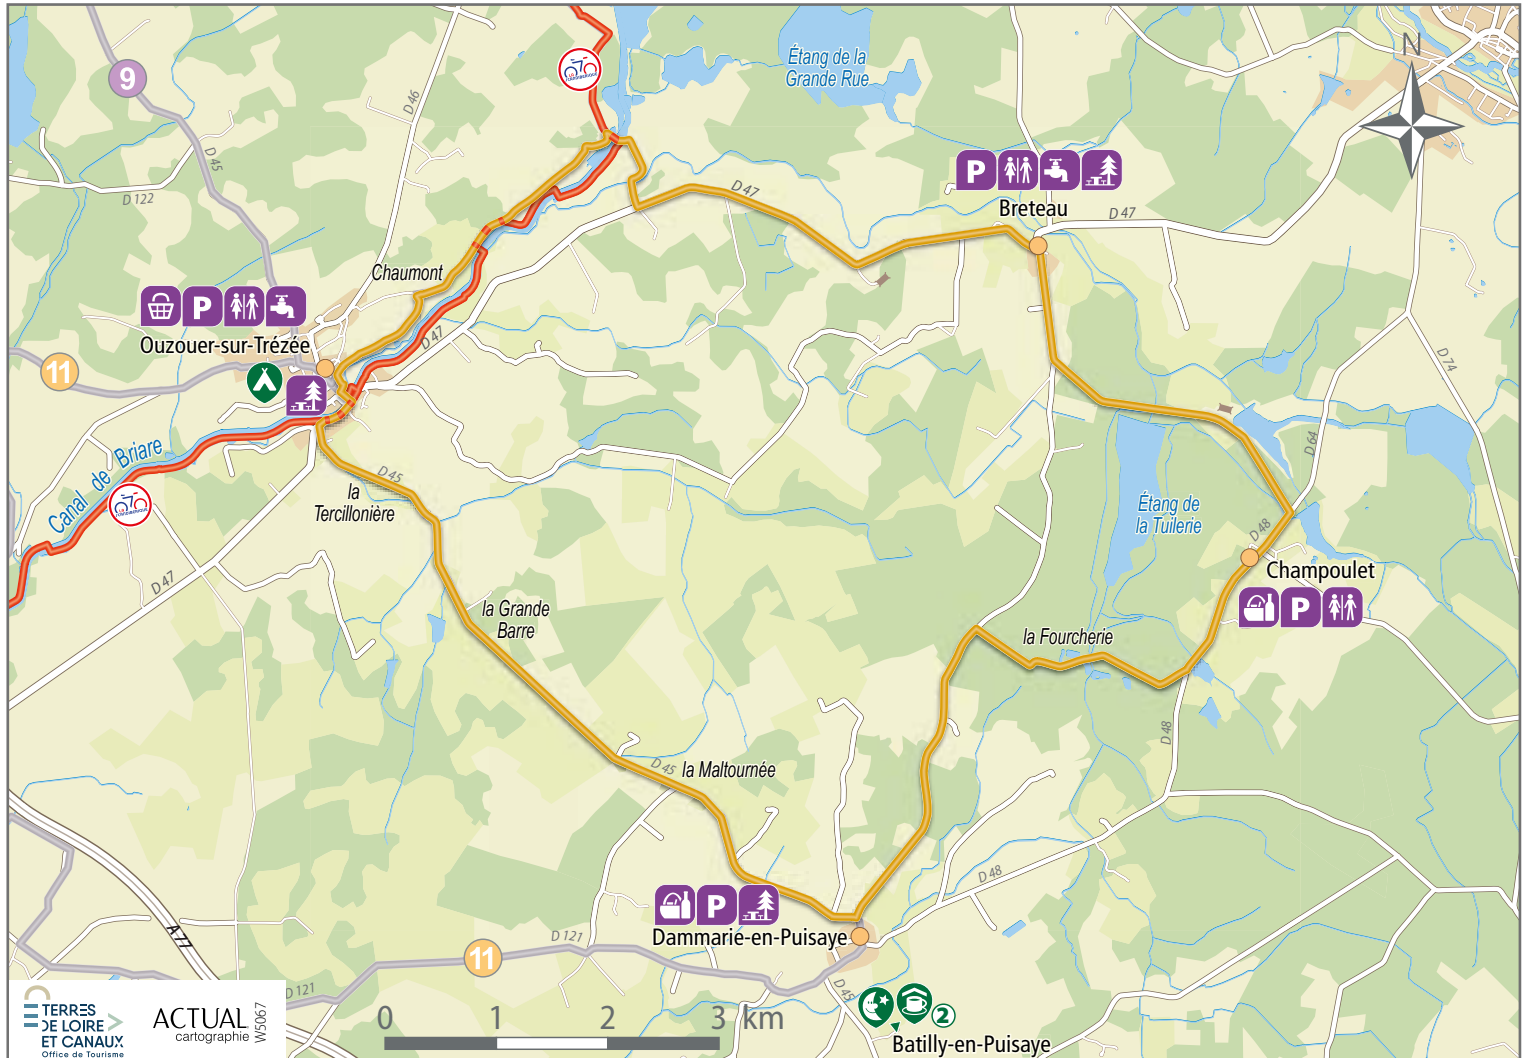 Étang de la
Grande Rue
N
9
D 46
D 45
D 122
P
Breteau
D 47
D 47
Chaumont
P
Ouzouer-sur-Trézée
D 47
11
D 74
D 64
Canal de Briare
D 45
la
Tercillonière
Étang de
la Tuilerie
D 48
Champoulet
P
D 47
la Grande
Barre
la Fourcherie
D 48
D 45
la Maltournée
D 48
P
Dammarie-en-Puisaye
A 77
D 121
11
D 121
D 45
2
Batilly-en-Puisaye
TERRES
DE LOIRE
ET CANAUX
Office de Tourisme
ACTUAL
cartographie
W5067
0 1 2 3 km